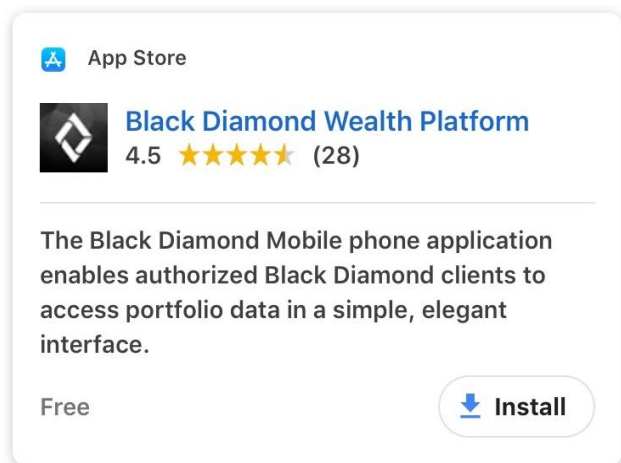 App Store
Black Diamond Wealth Platform
4.5 (28)
The Black Diamond Mobile phone application
enables authorized Black Diamond clients to
access portfolio data in a simple, elegant
interface.
Free
Install